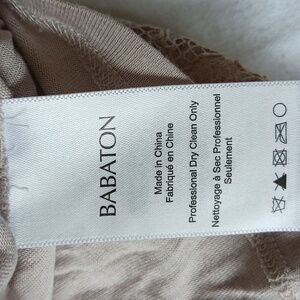 BABATON
Made in China
Fabriqué en Chine
Professional Dry Clean Only
Nettoyage à Sec Professionnel
Seulement